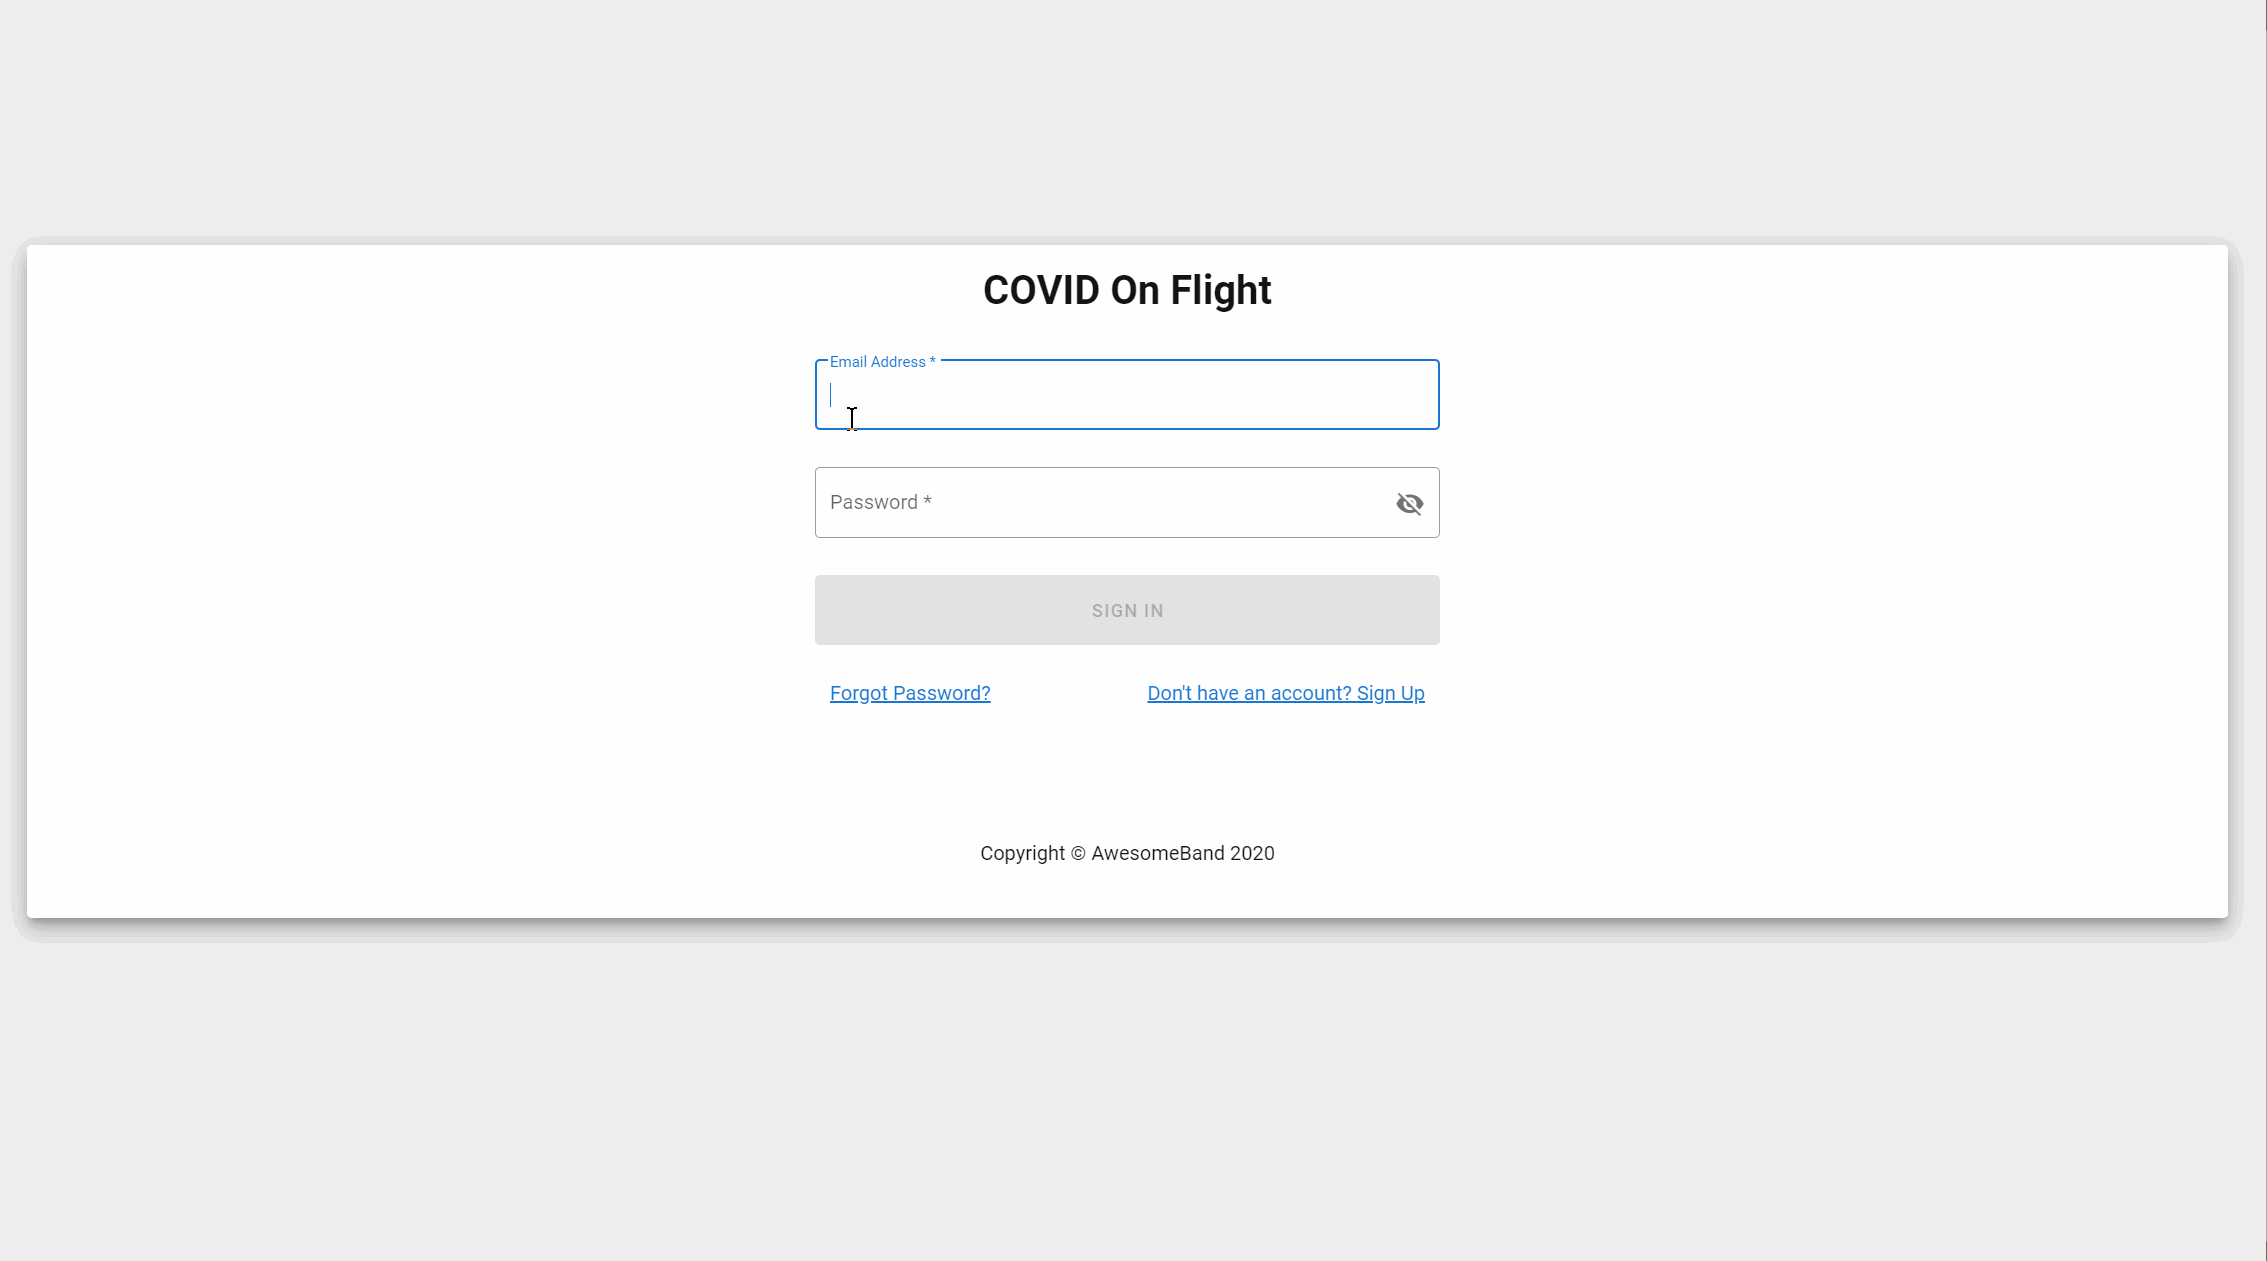 COVID On Flight
Email Address *
Password *
SIGN IN
Forgot Password? Don't have an account? Sign Up
Copyright © AwesomeBand 2020